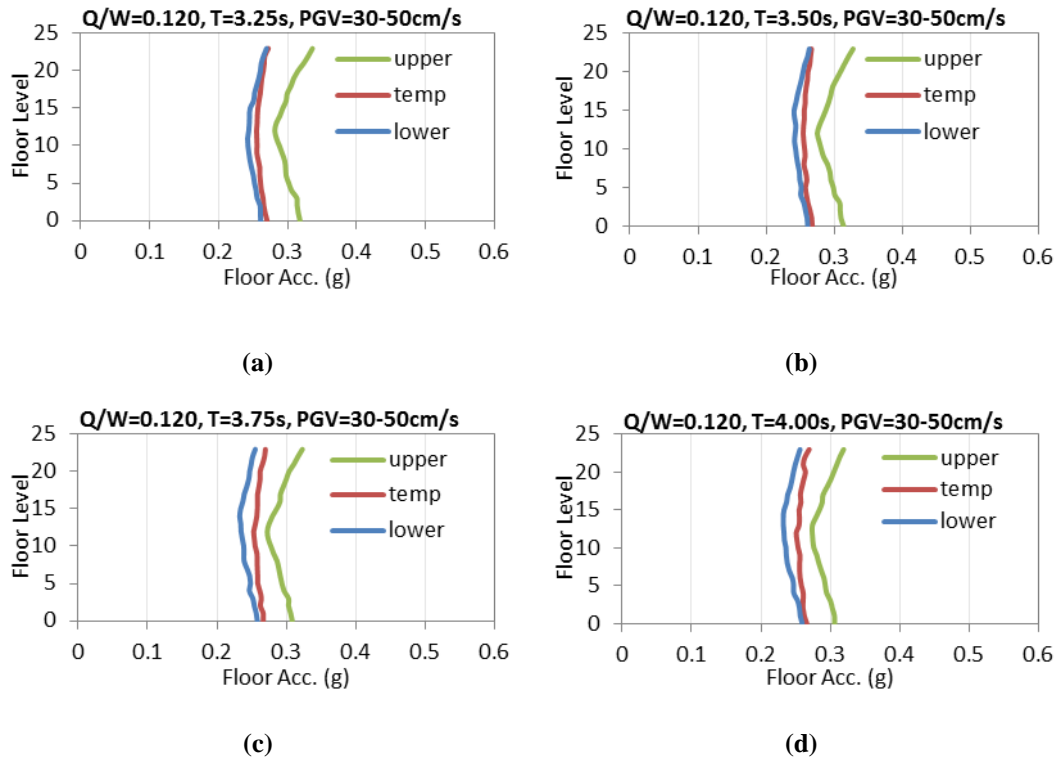 Q/W=0.120, T=3.25s, PGV=30-50cm/s
25
20
15
10
5
0
Floor Level
upper
temp
lower
0 0.1 0.2 0.3 0.4 0.5 0.6
Floor Acc. (g)
(a)
Q/W=0.120, T=3.50s, PGV=30-50cm/s
25
20
15
10
5
0
Floor Level
upper
temp
lower
0 0.1 0.2 0.3 0.4 0.5 0.6
Floor Acc. (g)
(b)
Q/W=0.120, T=3.75s, PGV=30-50cm/s
25
20
15
10
5
0
Floor Level
upper
temp
lower
0 0.1 0.2 0.3 0.4 0.5 0.6
Floor Acc. (g)
(c)
Q/W=0.120, T=4.00s, PGV=30-50cm/s
25
20
15
10
5
0
Floor Level
upper
temp
lower
0 0.1 0.2 0.3 0.4 0.5 0.6
Floor Acc. (g)
(d)